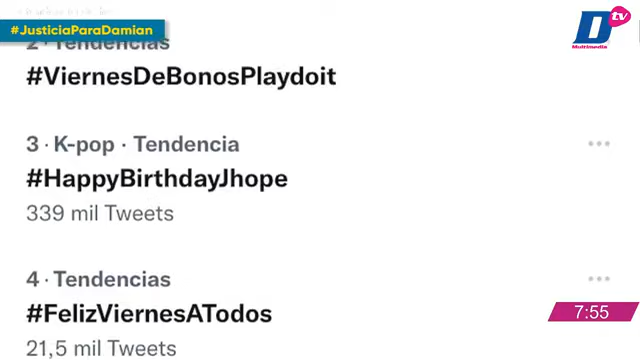 #JusticiaParaDamian
D tv
Multimedia
2 · Tendencias
#ViernesDeBonosPlaydoit
3 · K-pop · Tendencia
#HappyBirthdayJhope
339 mil Tweets
4 · Tendencias
#FelizViernesATodos
21,5 mil Tweets
7:55